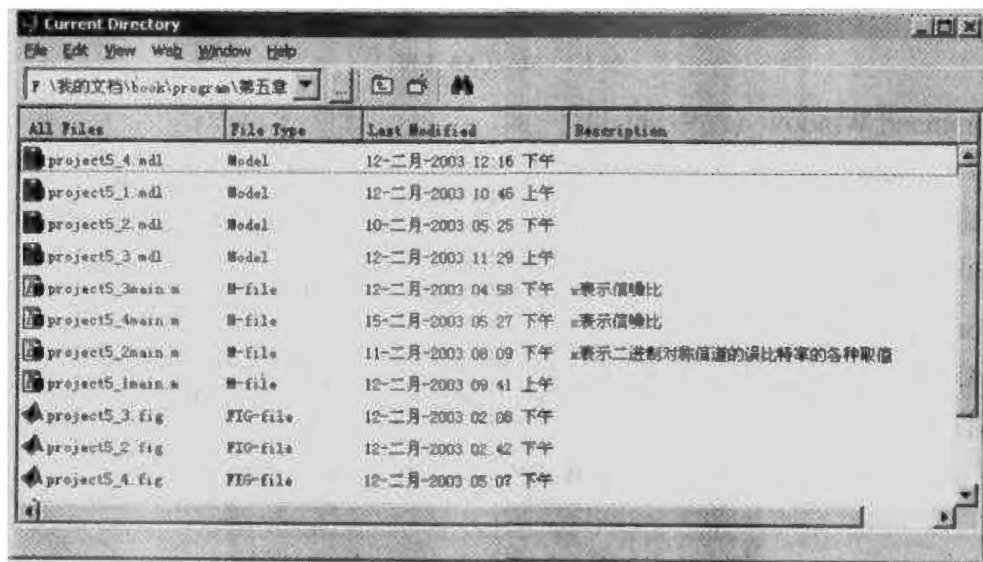 Current Directory
File Edit View Web Window Help
F:\我的文档\book\program\第五章 ...
All Files File Type Last Modified Description
project5_4.mdl Model 12-二月-2003 12:16 下午
project5_1.mdl Model 12-二月-2003 10:46 上午
project5_2.mdl Model 10-二月-2003 05:25 下午
project5_3.mdl Model 12-二月-2003 11:29 上午
project5_3main.m M-file 12-二月-2003 04:58 下午 x表示信噪比
project5_4main.m M-file 15-二月-2003 05:27 下午 x表示信噪比
project5_2main.m M-file 11-二月-2003 08:09 下午 x表示二进制对称信道的误比特率的各种取值
project5_1main.m M-file 12-二月-2003 09:41 上午
project5_3.fig FIG-file 12-二月-2003 02:08 下午
project5_2.fig FIG-file 12-二月-2003 02:42 下午
project5_4.fig FIG-file 12-二月-2003 05:07 下午